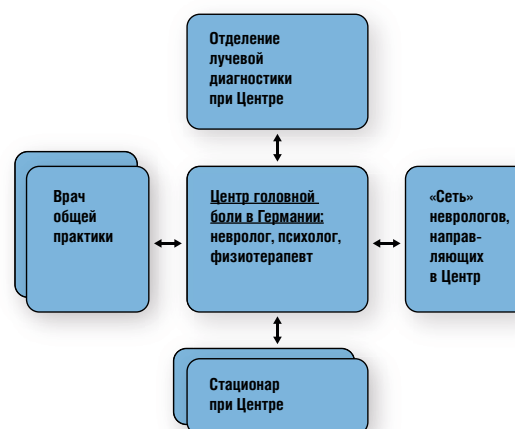 Отделение
лучевой
диагностики
при Центре
Врач
общей
практики
Центр головной
боли в Германии:
невролог, психолог,
физиотерапевт
«Сеть»
неврологов,
направ-
ляющих
в Центр
Стационар
при Центре